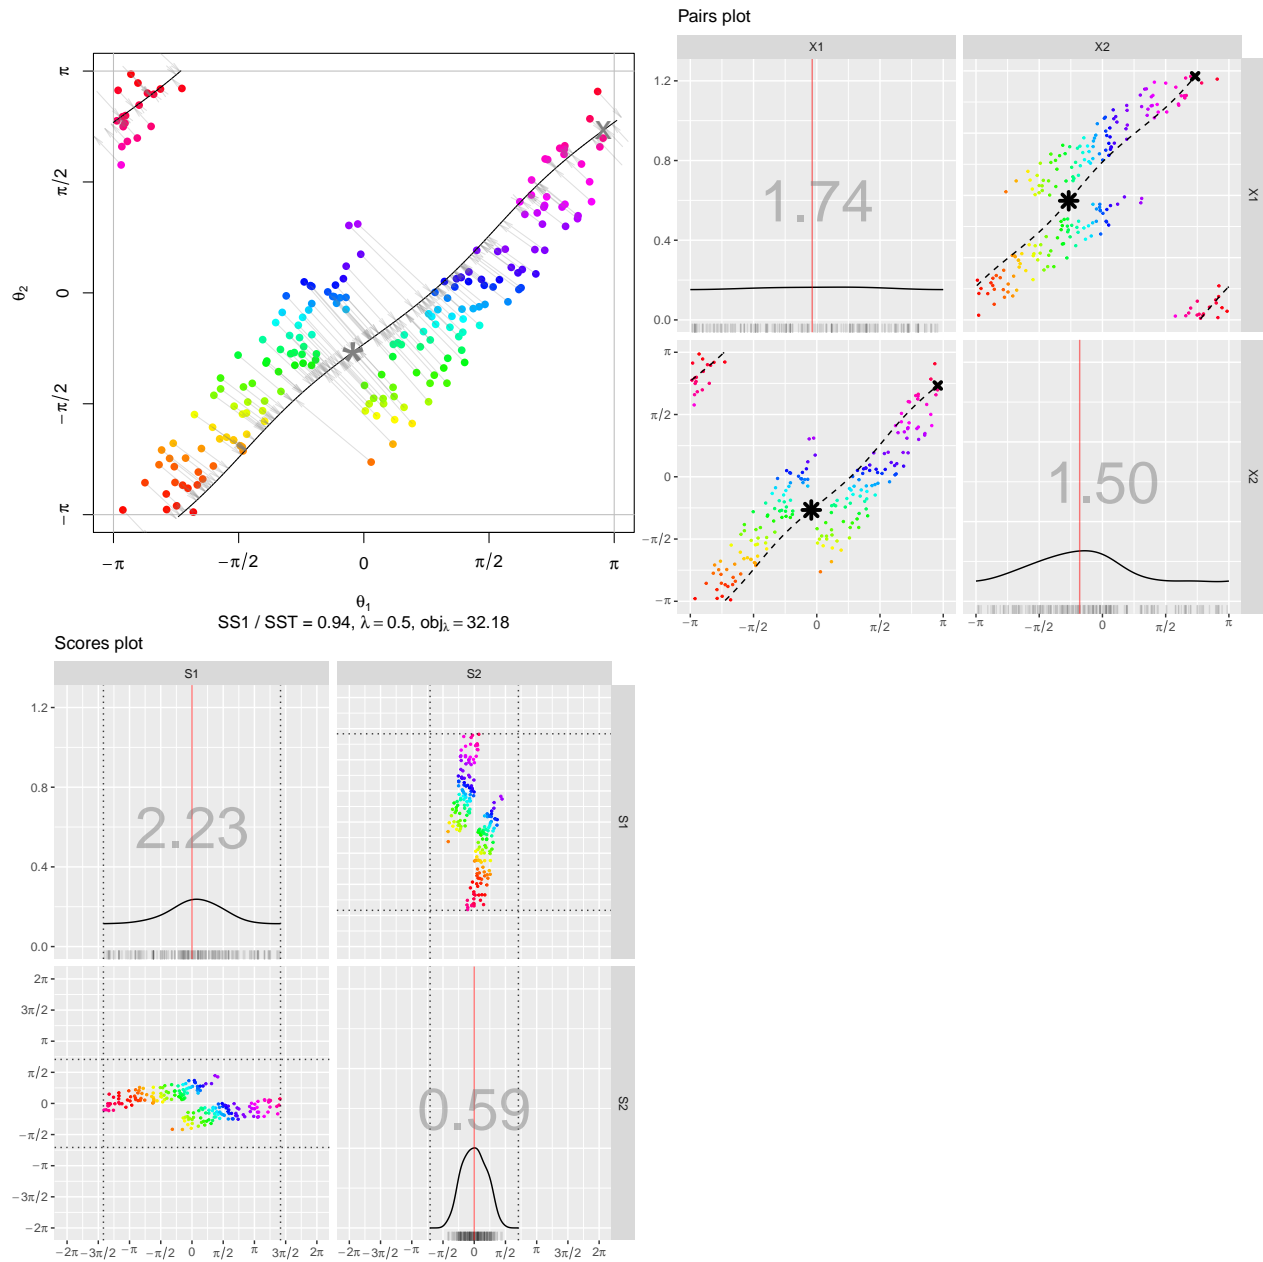 Pairs plot
X1 X2
1.2
0.8
0.4
0.0
1.74
X1
π
π/2
0
−π/2
−π
1.50
X2
−π −π/2 0 π/2 π −π −π/2 0 π/2 π
π
π/2
0
−π/2
−π
θ2
−π −π/2 0 π/2 π
θ1
SS1 / SST = 0.94, λ = 0.5, objλ = 32.18
Scores plot
S1 S2
1.2
0.8
0.4
0.0
2.23
S1
2π
3π/2
π
π/2
0
−π/2
−π
−3π/2
−2π
0.59
S2
−2π −3π/2 −π −π/2 0 π/2 π 3π/2 2π −2π −3π/2 −π −π/2 0 π/2 π 3π/2 2π